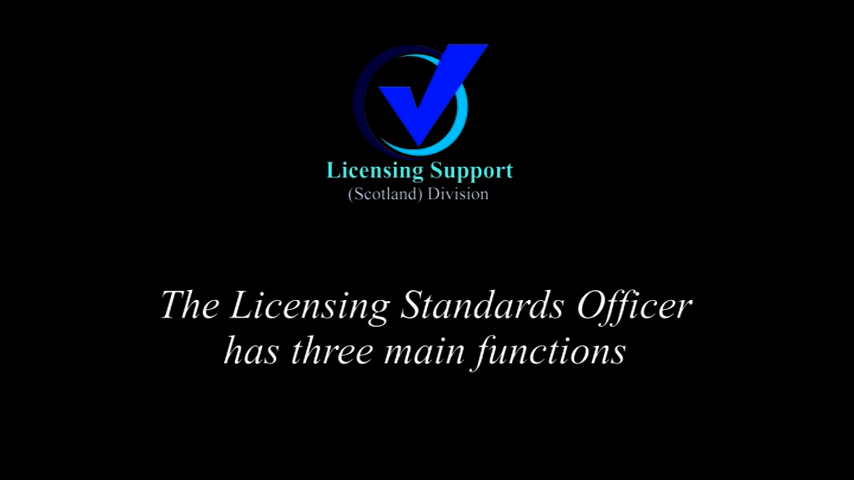 Licensing Support
(Scotland) Division
The Licensing Standards Officer
has three main functions